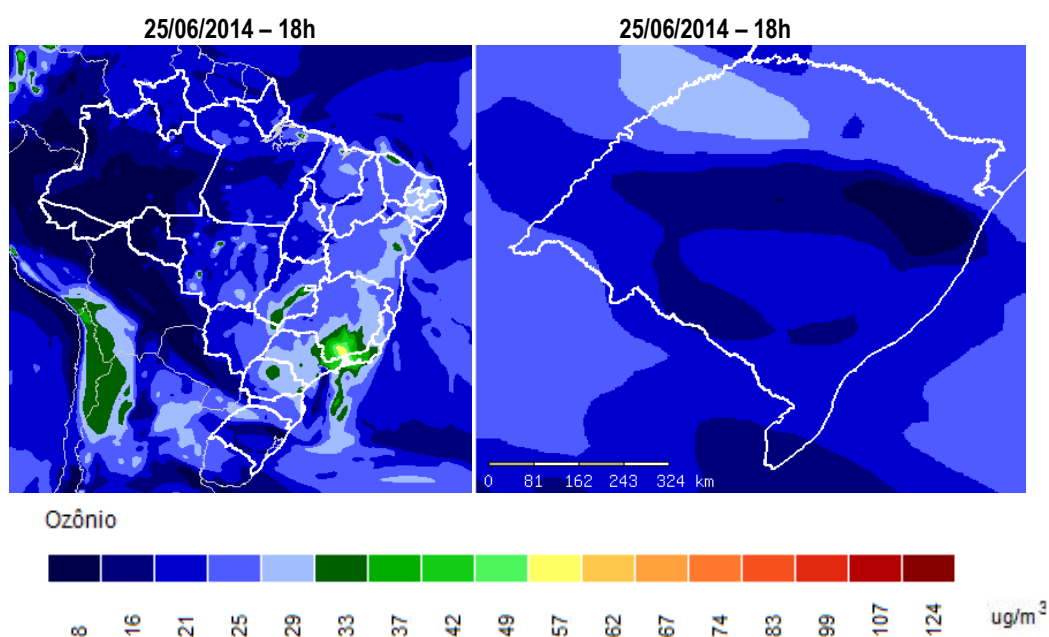 25/06/2014 – 18h
25/06/2014 – 18h
0 81 162 243 324 km
Ozônio
8 16 21 25 29 33 37 42 49 57 62 67 74 83 99 107 124 ug/m³